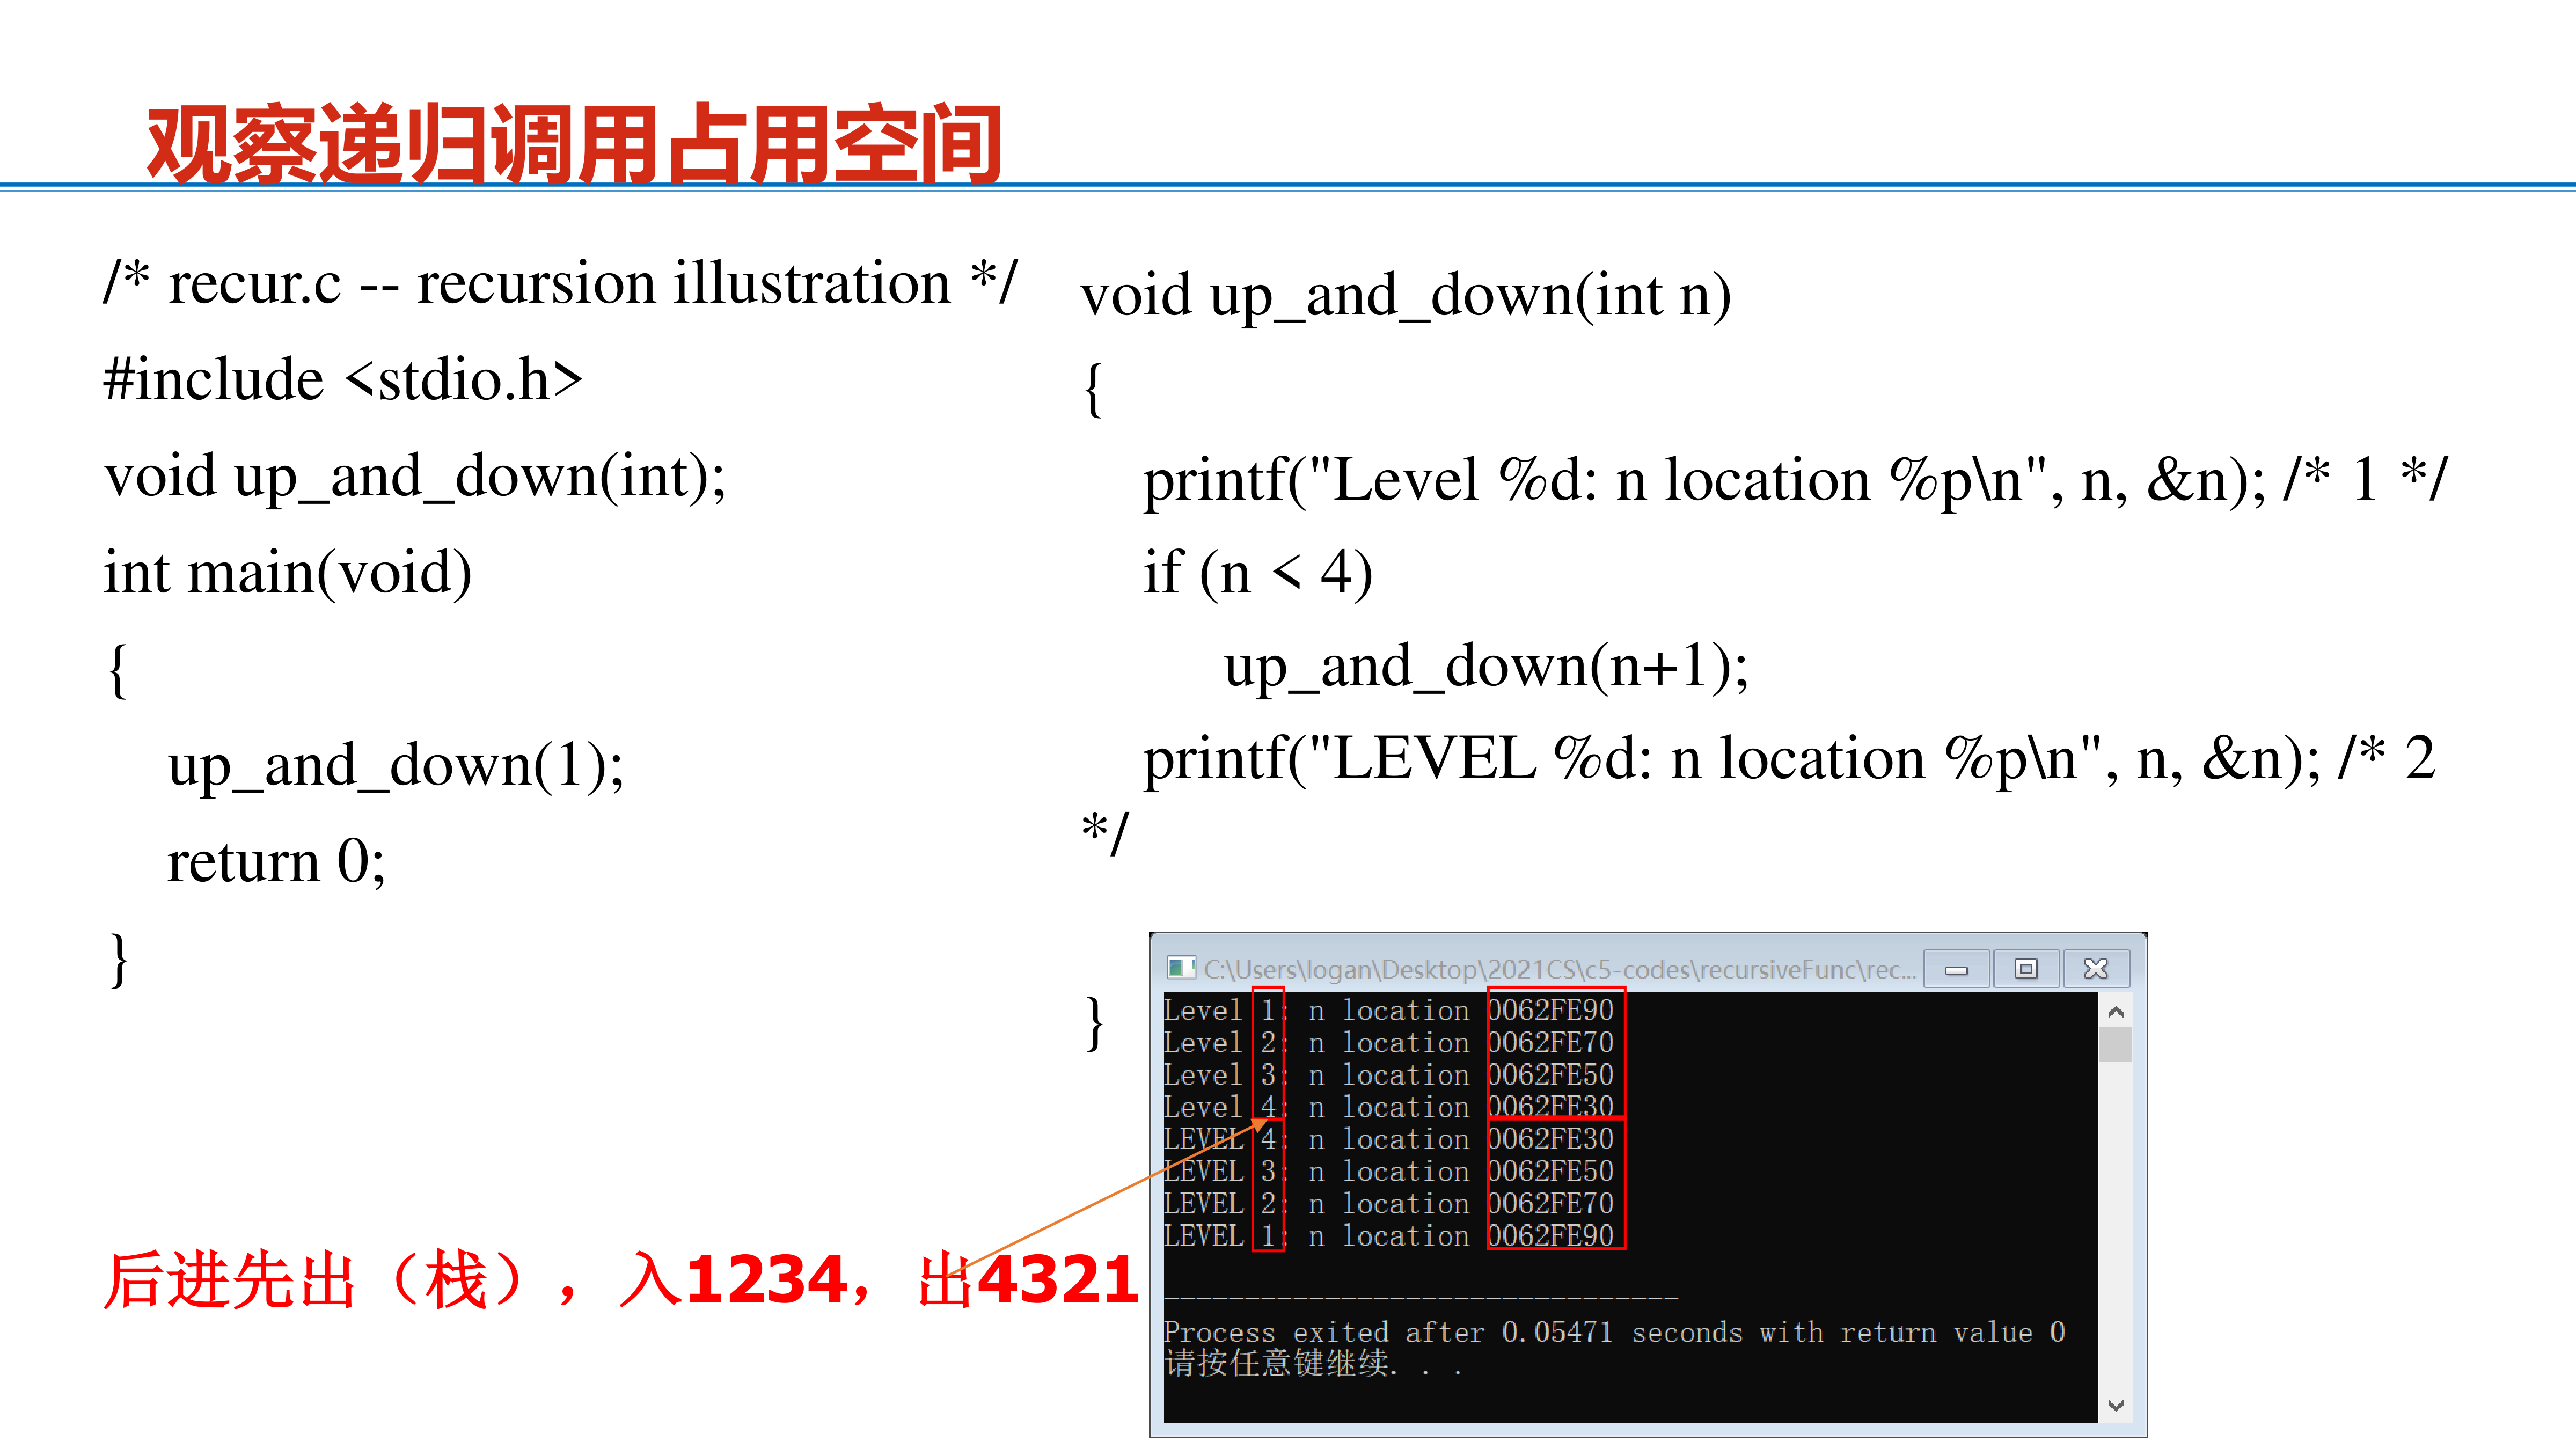 观察递归调用占用空间
/* recur.c -- recursion illustration */
#include <stdio.h>
void up_and_down(int);
int main(void)
{
up_and_down(1);
return 0;
}
void up_and_down(int n)
{
printf("Level %d: n location %p\n", n, &n); /* 1 */
if (n < 4)
up_and_down(n+1);
printf("LEVEL %d: n location %p\n", n, &n); /* 2
*/
}
后进先出（栈），入1234，出4321
C:\Users\logan\Desktop\2021CS\c5-codes\recursiveFunc\rec...
Level 1: n location 0062FE90
Level 2: n location 0062FE70
Level 3: n location 0062FE50
Level 4: n location 0062FE30
LEVEL 4: n location 0062FE30
LEVEL 3: n location 0062FE50
LEVEL 2: n location 0062FE70
LEVEL 1: n location 0062FE90
--------------------------------
Process exited after 0.05471 seconds with return value 0
请按任意键继续. . .